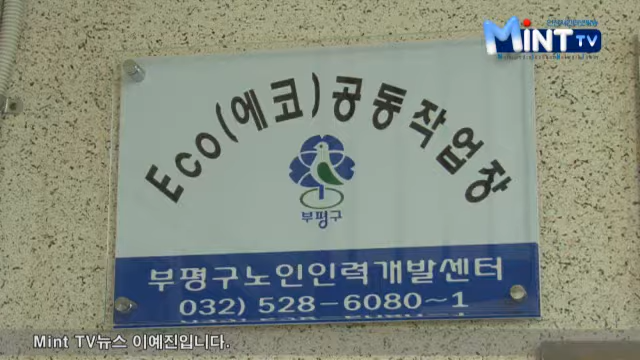 MINT TV
Eco(에코)공동작업장
부평구
부평구노인인력개발센터
032) 528-6080~1
Mint TV뉴스 이예진입니다.